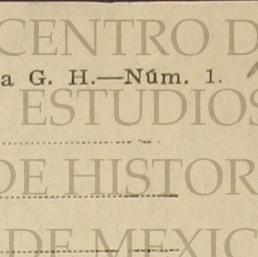 CENTRO D
a G. H.—Núm. 1.
ESTUDIOS
DE HISTOR
DE MEXIC